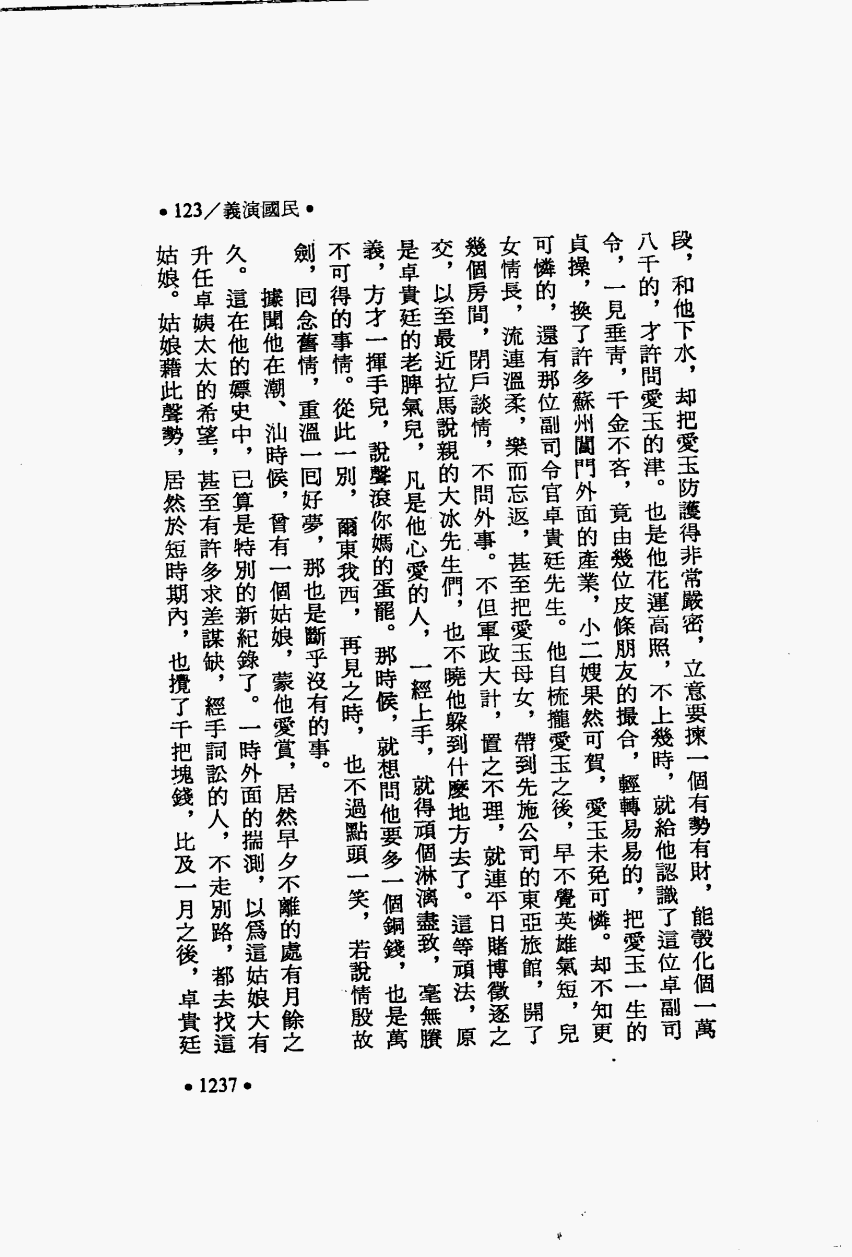 •123／義演國民•
段，和他下水，却把愛玉防護得非常嚴密，立意要揀一個有勢有財，能彀化個一萬
八千的，才許問愛玉的津。也是他花運高照，不上幾時，就給他認識了這位卓副司
令，一見垂靑，千金不吝，竟由幾位皮條朋友的撮合，輕轉易易的，把愛玉一生的
貞操，換了許多蘇州閶門外面的產業，小二嫂果然可賀，愛玉未免可憐。却不知更
可憐的，還有那位副司令官卓貴廷先生。他自梳攏愛玉之後，早不覺英雄氣短，兒
女情長，流連溫柔，樂而忘返，甚至把愛玉母女，帶到先施公司的東亞旅館，開了
幾個房間，閉戶談情，不問外事。不但軍政大計，置之不理，就連平日賭博徵逐之
交，以至最近拉馬說親的大冰先生們，也不曉他躱到什麼地方去了。這等頑法，原
是卓貴廷的老脾氣兒，凡是他心愛的人，一經上手，就得頑個淋漓盡致，毫無賸
義，方才一揮手兒，說聲滾你媽的蛋罷。那時候，就想問他要多一個銅錢，也是萬
不可得的事情。從此一別，爾東我西，再見之時，也不過點頭一笑，若說情殷故
劍，囘念舊情，重溫一囘好夢，那也是斷乎沒有的事。
據聞他在潮、汕時候，曾有一個姑娘，蒙他愛賞，居然早夕不離的處有月餘之
久。這在他的嫖史中，已算是特別的新紀錄了。一時外面的揣測，以爲這姑娘大有
升任卓姨太太的希望，甚至有許多求差謀缺，經手詞訟的人，不走別路，都去找這
姑娘。姑娘藉此聲勢，居然於短時期內，也攪了千把塊錢，比及一月之後，卓貴廷
•1237•